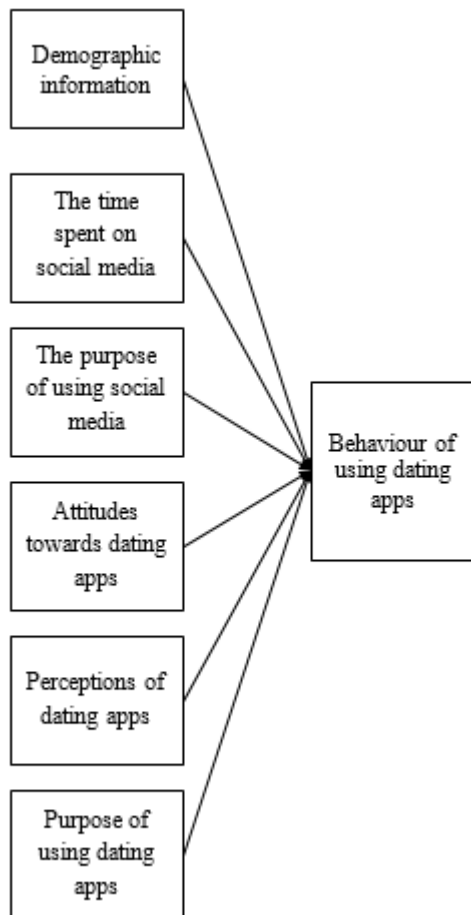 Demographic
information
The time
spent on
social media
The purpose
of using social
media
Attitudes
towards dating
apps
Perceptions of
dating apps
Purpose of
using dating
apps
Behaviour of
using dating
apps